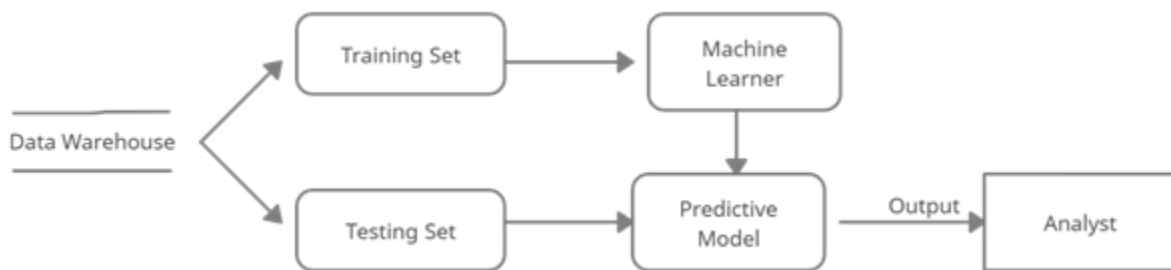 Training Set
Machine
Learner
Data Warehouse
Testing Set
Predictive
Model
Output
Analyst